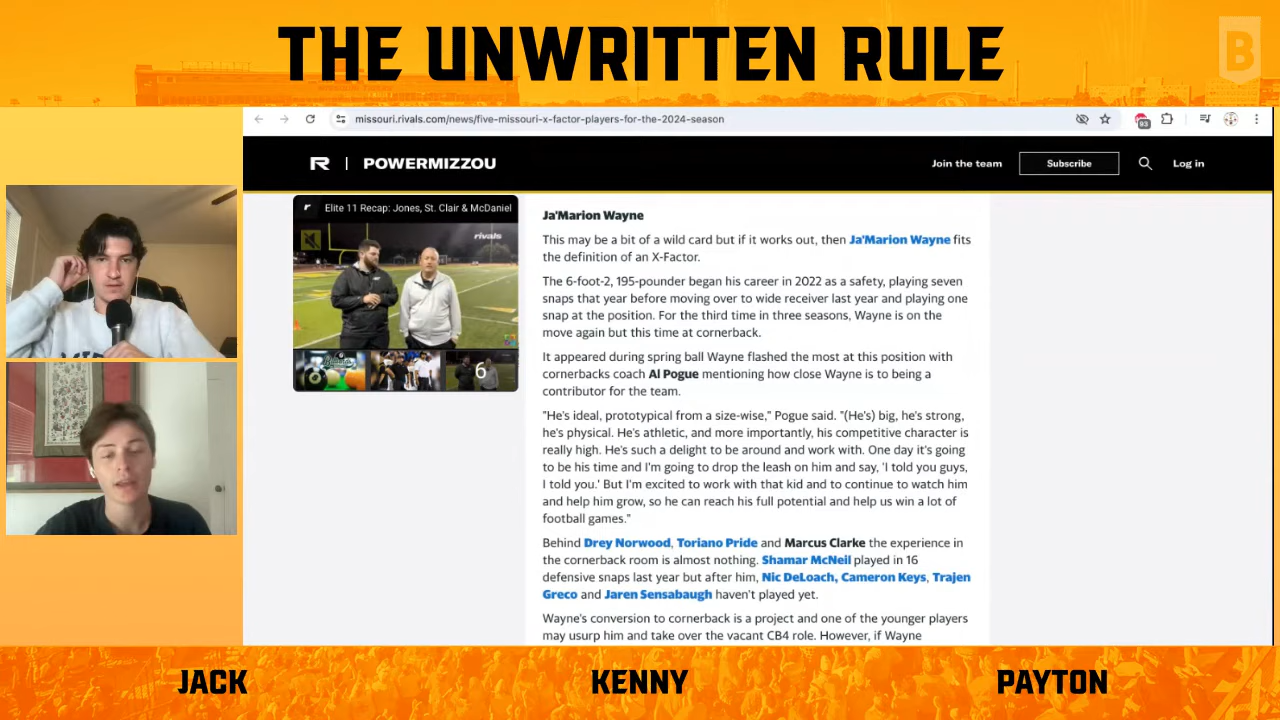 THE UNWRITTEN RULE
B
missouri.rivals.com/news/five-missouri-x-factor-players-for-the-2024-season
R | POWERMIZZOU
Join the team
Subscribe
Log in
Elite 11 Recap: Jones, St. Clair & McDaniel
rivals
6
Ja'Marion Wayne
This may be a bit of a wild card but if it works out, then Ja'Marion Wayne fits
the definition of an X-Factor.
The 6-foot-2, 195-pounder began his career in 2022 as a safety, playing seven
snaps that year before moving over to wide receiver last year and playing one
snap at the position. For the third time in three seasons, Wayne is on the
move again but this time at cornerback.
It appeared during spring ball Wayne flashed the most at this position with
cornerbacks coach Al Pogue mentioning how close Wayne is to being a
contributor for the team.
"He's ideal, prototypical from a size-wise," Pogue said. "(He's) big, he's strong,
he's physical. He's athletic, and more importantly, his competitive character is
really high. He's such a delight to be around and work with. One day it's going
to be his time and I'm going to drop the leash on him and say, 'I told you guys,
I told you.' But I'm excited to work with that kid and to continue to watch him
and help him grow, so he can reach his full potential and help us win a lot of
football games."
Behind Drey Norwood, Toriano Pride and Marcus Clarke the experience in
the cornerback room is almost nothing. Shamar McNeil played in 16
defensive snaps last year but after him, Nic DeLoach, Cameron Keys, Trajen
Greco and Jaren Sensabaugh haven't played yet.
Wayne's conversion to cornerback is a project and one of the younger players
may usurp him and take over the vacant CB4 role. However, if Wayne
JACK
KENNY
PAYTON